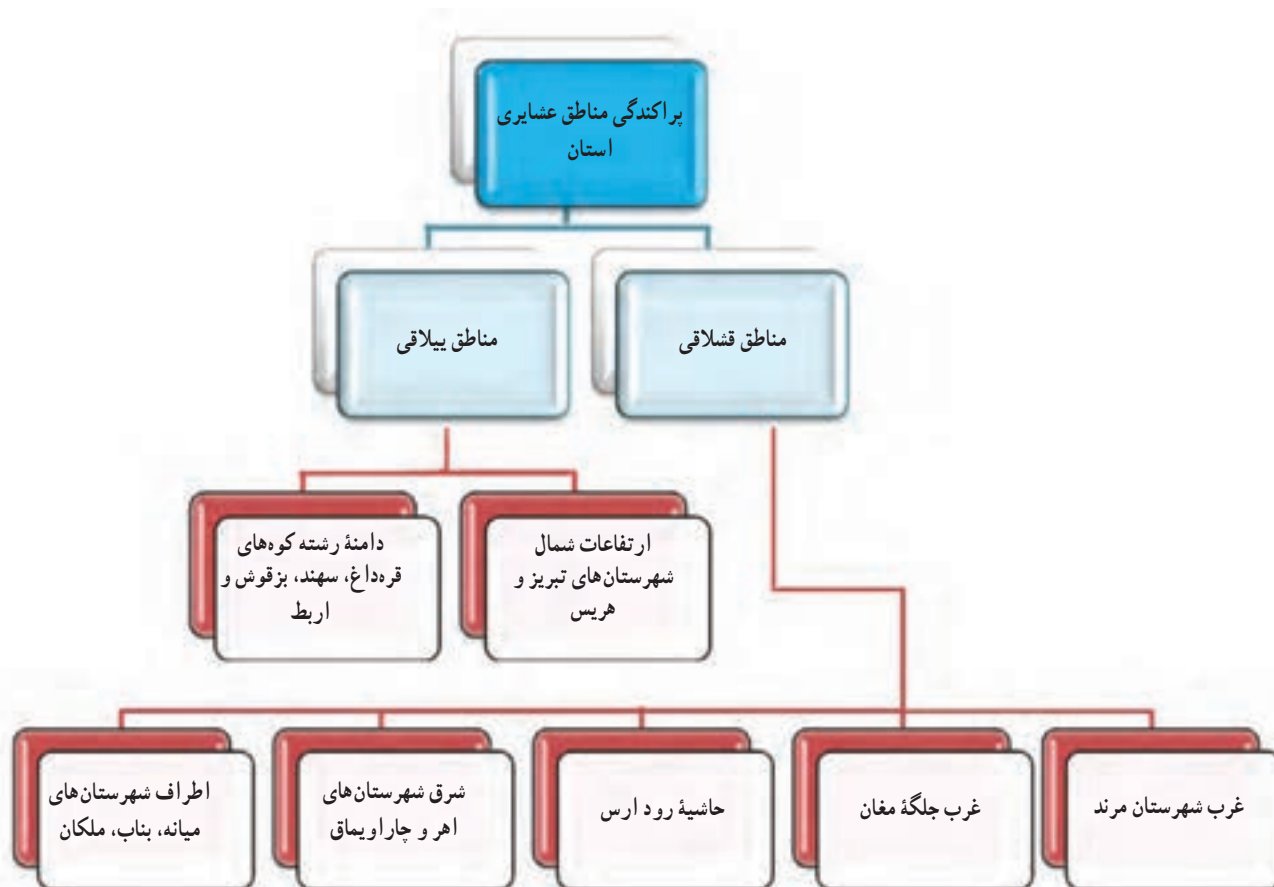 پراکندگی مناطق عشایری
استان
مناطق قشلاقی
مناطق ییلاقی
ارتفاعات شمال
شهرستان‌های تبریز و
هریس
دامنهٔ رشته کوه‌های
قره‌داغ، سهند، بزقوش و
اربط
غرب شهرستان مرند
غرب جلگهٔ مغان
حاشیهٔ رود ارس
شرق شهرستان‌های
اهر و چاراویماق
اطراف شهرستان‌های
میانه، بناب، ملکان